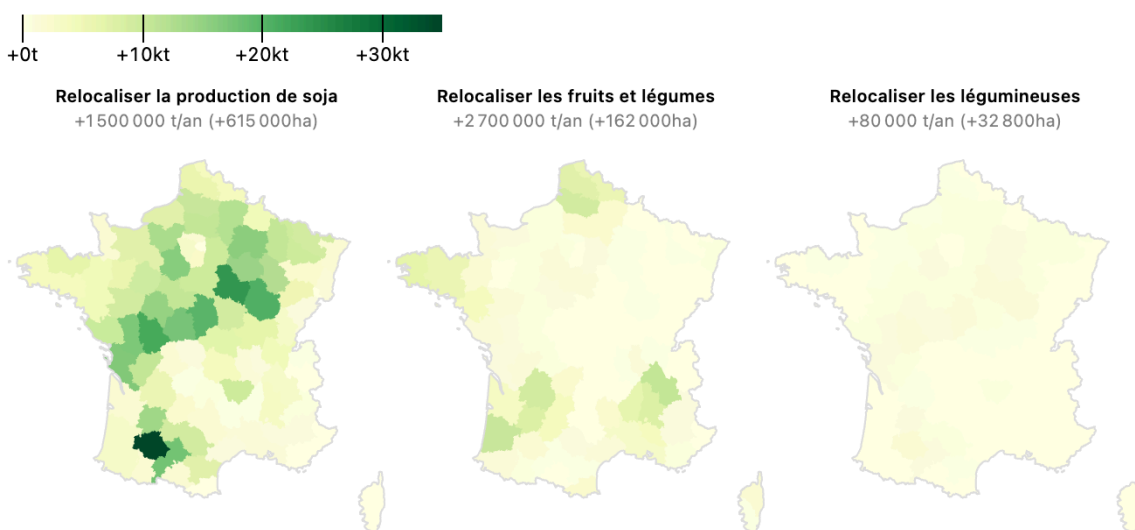 +0t +10kt +20kt +30kt
Relocaliser la production de soja
+1 500 000 t/an (+615 000ha)
Relocaliser les fruits et légumes
+2 700 000 t/an (+162 000ha)
Relocaliser les légumineuses
+80 000 t/an (+32 800ha)